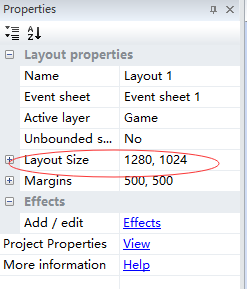 Properties
Layout properties
Name Layout 1
Event sheet Event sheet 1
Active layer Game
Unbounded s... No
Layout Size 1280, 1024
Margins 500, 500
Effects
Add / edit Effects
Project Properties View
More information Help